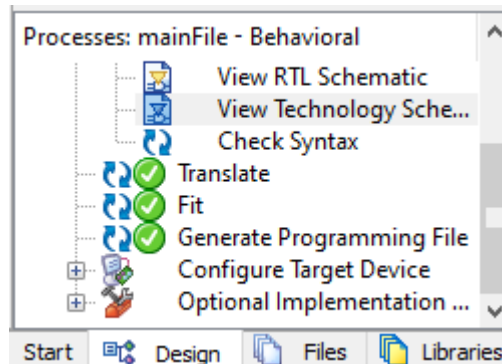 Processes: mainFile - Behavioral
View RTL Schematic
View Technology Sche...
Check Syntax
Translate
Fit
Generate Programming File
Configure Target Device
Optional Implementation ...
Start Design Files Libraries